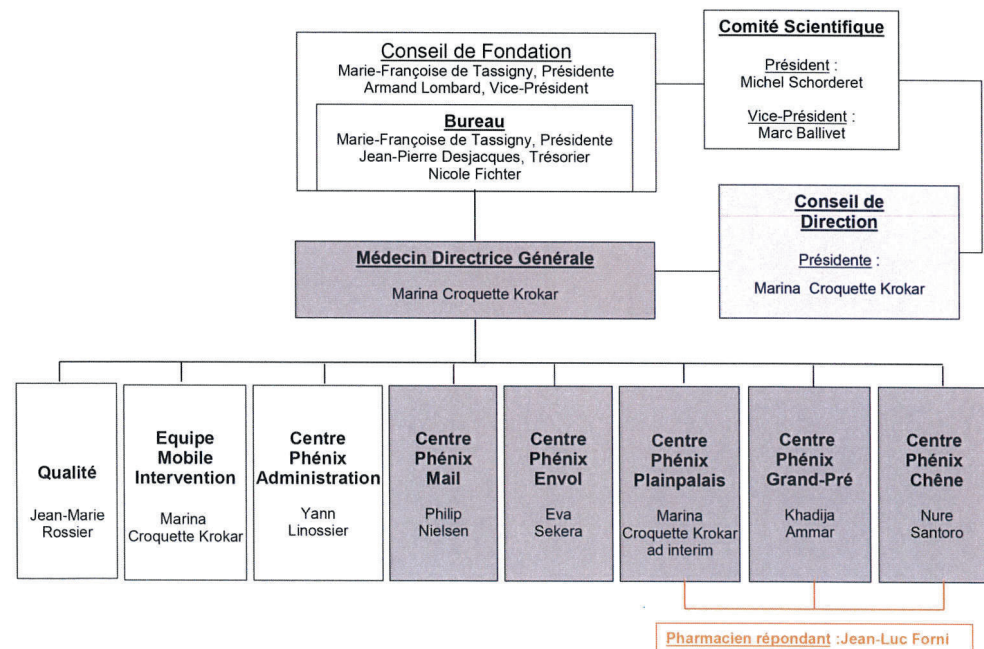 Conseil de Fondation
Marie-Françoise de Tassigny, Présidente
Armand Lombard, Vice-Président
Bureau
Marie-Françoise de Tassigny, Présidente
Jean-Pierre Desjacques, Trésorier
Nicole Fichter
Comité Scientifique
Président :
Michel Schorderet
Vice-Président :
Marc Ballivet
Conseil de
Direction
Présidente :
Marina Croquette Krokar
Médecin Directrice Générale
Marina Croquette Krokar
Qualité
Jean-Marie
Rossier
Equipe
Mobile
Intervention
Marina
Croquette Krokar
Centre
Phénix
Administration
Yann
Linossier
Centre
Phénix
Mail
Philip
Nielsen
Centre
Phénix
Envol
Eva
Sekera
Centre
Phénix
Plainpalais
Marina
Croquette Krokar
ad interim
Centre
Phénix
Grand-Pré
Khadija
Ammar
Centre
Phénix
Chêne
Nure
Santoro
Pharmacien répondant :Jean-Luc Forni